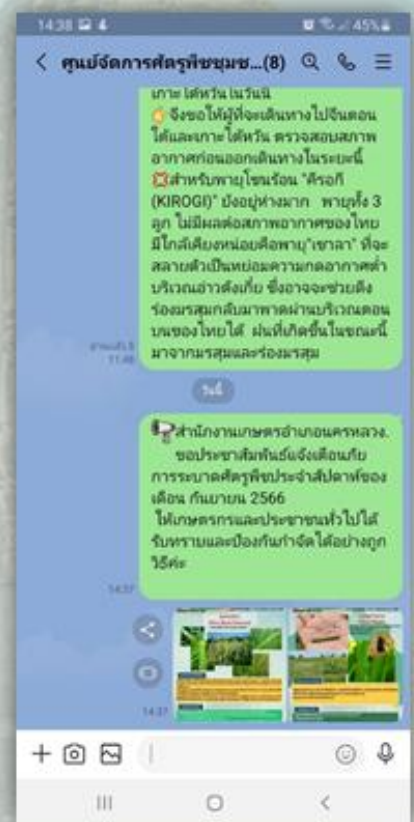 14:38
45%
ศูนย์จัดการศัตรูพืชชุมช...(8)
เกาะไต้หวันในวันนี้
จึงขอให้ผู้ที่จะเดินทางไปจีนตอน
ใต้และเกาะไต้หวัน ตรวจสอบสภาพ
อากาศก่อนออกเดินทางในระยะนี้
สำหรับพายุโซนร้อน "คีรอกี
(KIROGI)" ยังอยู่ห่างมาก พายุทั้ง 3
ลูก ไม่มีผลต่อสภาพอากาศของไทย
มีใกล้เคียงหน่อยคือพายุ"เซาลา" ที่จะ
สลายตัวเป็นหย่อมความกดอากาศต่ำ
บริเวณอ่าวตังเกี๋ย ซึ่งอาจจะช่วยดึง
ร่องมรสุมกลับมาพาดผ่านบริเวณตอน
บนของไทยได้ ฝนที่เกิดขึ้นในขณะนี้
มาจากมรสุมและร่องมรสุม
วันนี้
สำนักงานเกษตรอำเภอนครหลวง.
ขอประชาสัมพันธ์แจ้งเตือนภัย
การระบาดศัตรูพืชประจำสัปดาห์ของ
เดือน กันยายน 2566
ให้เกษตรกรและประชาชนทั่วไปได้
รับทราบและป้องกันกำจัดได้อย่างถูก
วิธีค่ะ
14:37
14:37